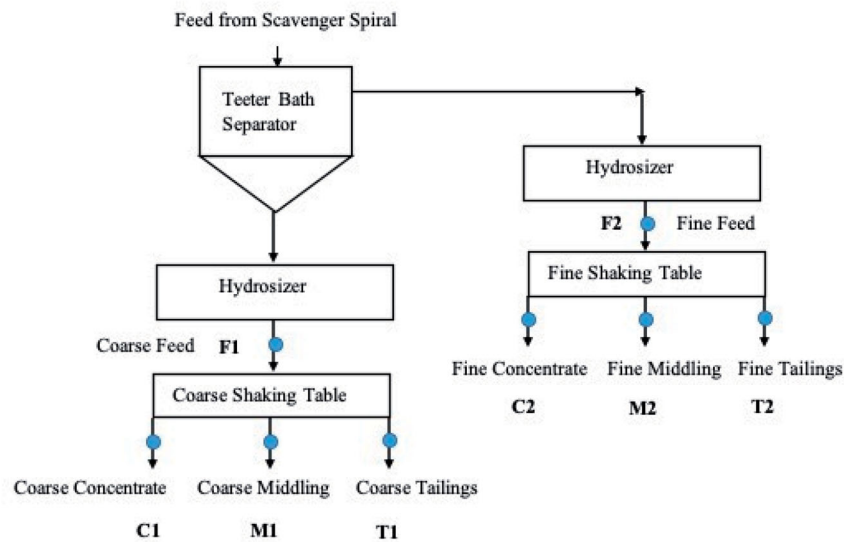 Feed from Scavenger Spiral
Teeter Bath
Separator
Hydrosizer
F2 Fine Feed
Fine Shaking Table
Fine Concentrate Fine Middling Fine Tailings
C2 M2 T2
Hydrosizer
Coarse Feed F1
Coarse Shaking Table
Coarse Concentrate Coarse Middling Coarse Tailings
C1 M1 T1